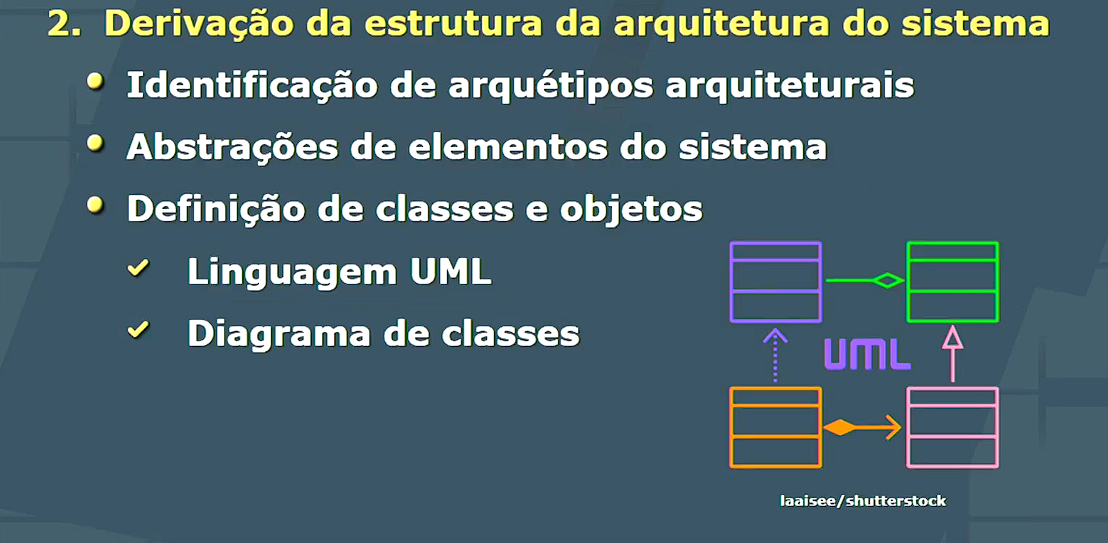 2. Derivação da estrutura da arquitetura do sistema
Identificação de arquétipos arquiteturais
Abstrações de elementos do sistema
Definição de classes e objetos
Linguagem UML
Diagrama de classes
UML
laaisee/shutterstock